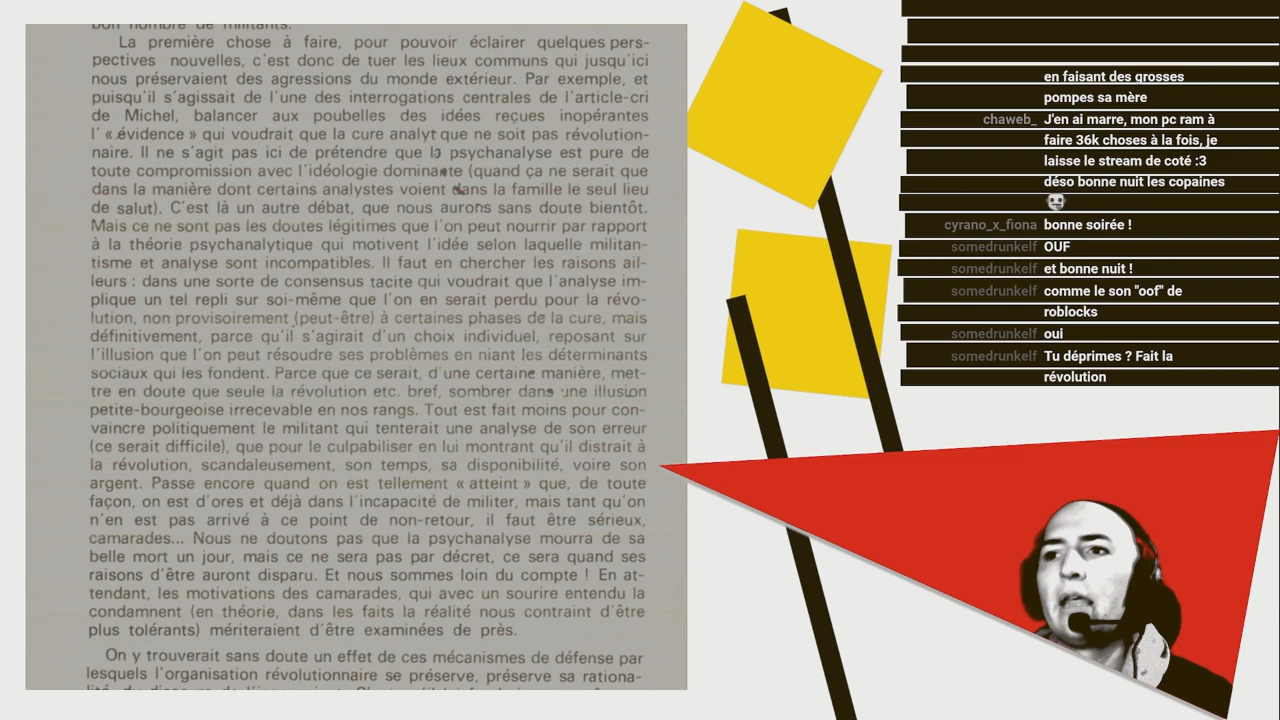 bon nombre de militants.
La première chose à faire, pour pouvoir éclairer quelques pers-
pectives nouvelles, c'est donc de tuer les lieux communs qui jusqu'ici
nous préservaient des agressions du monde extérieur. Par exemple, et
puisqu'il s'agissait de l'une des interrogations centrales de l'article-cri
de Michel, balancer aux poubelles des idées reçues inopérantes
l'« évidence » qui voudrait que la cure analytique ne soit pas révolution-
naire. Il ne s'agit pas ici de prétendre que la psychanalyse est pure de
toute compromission avec l'idéologie dominante (quand ça ne serait que
dans la manière dont certains analystes voient dans la famille le seul lieu
de salut). C'est là un autre débat, que nous aurons sans doute bientôt.
Mais ce ne sont pas les doutes légitimes que l'on peut nourrir par rapport
à la théorie psychanalytique qui motivent l'idée selon laquelle militan-
tisme et analyse sont incomparables. Il faut en chercher les raisons ail-
leurs : dans une sorte de consensus tacite qui voudrait que l'analyse im-
plique un tel repli sur soi-même que l'on en serait perdu pour la révo-
lution, non provisoirement (peut-être) à certaines phases de la cure, mais
définitivement, parce qu'il s'agirait d'un choix individuel, reposant sur
l'illusion que l'on peut résoudre ses problèmes en niant les déterminants
sociaux qui les fondent. Parce que ce serait, d'une certaine manière, met-
tre en doute que seule la révolution etc. bref, sombrer dans une illusion
petite-bourgeoise irrecevable en nos rangs. Tout est fait moins pour con-
vaincre politiquement le militant qui tenterait une analyse de son erreur
(ce serait difficile), que pour le culpabiliser en lui montrant qu'il distrait à
la révolution, scandaleusement, son temps, sa disponibilité, voire son
argent. Passe encore quand on est tellement « atteint » que, de toute
façon, on est d'ores et déjà dans l'incapacité de militer, mais tant qu'on
n'en est pas arrivé à ce point de non-retour, il faut être sérieux,
camarades... Nous ne doutons pas que la psychanalyse mourra de sa
belle mort un jour, mais ce ne sera pas par décret, ce sera quand ses
raisons d'être auront disparu. Et nous sommes loin du compte ! En at-
tendant, les motivations des camarades, qui avec un sourire entendu la
condamnent (en théorie, dans les faits la réalité nous contraint d'être
plus tolérants) mériteraient d'être examinées de près.
On y trouverait sans doute un effet de ces mécanismes de défense par
lesquels l'organisation révolutionnaire se préserve, préserve sa rationa-
en faisant des grosses
pompes sa mère
chaweb_ J'en ai marre, mon pc ram à
faire 36k choses à la fois, je
laisse le stream de coté :3
déso bonne nuit les copaines
cyrano_x_fiona bonne soirée !
somedrunkelf OUF
somedrunkelf et bonne nuit !
somedrunkelf comme le son "oof" de
roblocks
somedrunkelf oui
somedrunkelf Tu déprimes ? Fait la
révolution